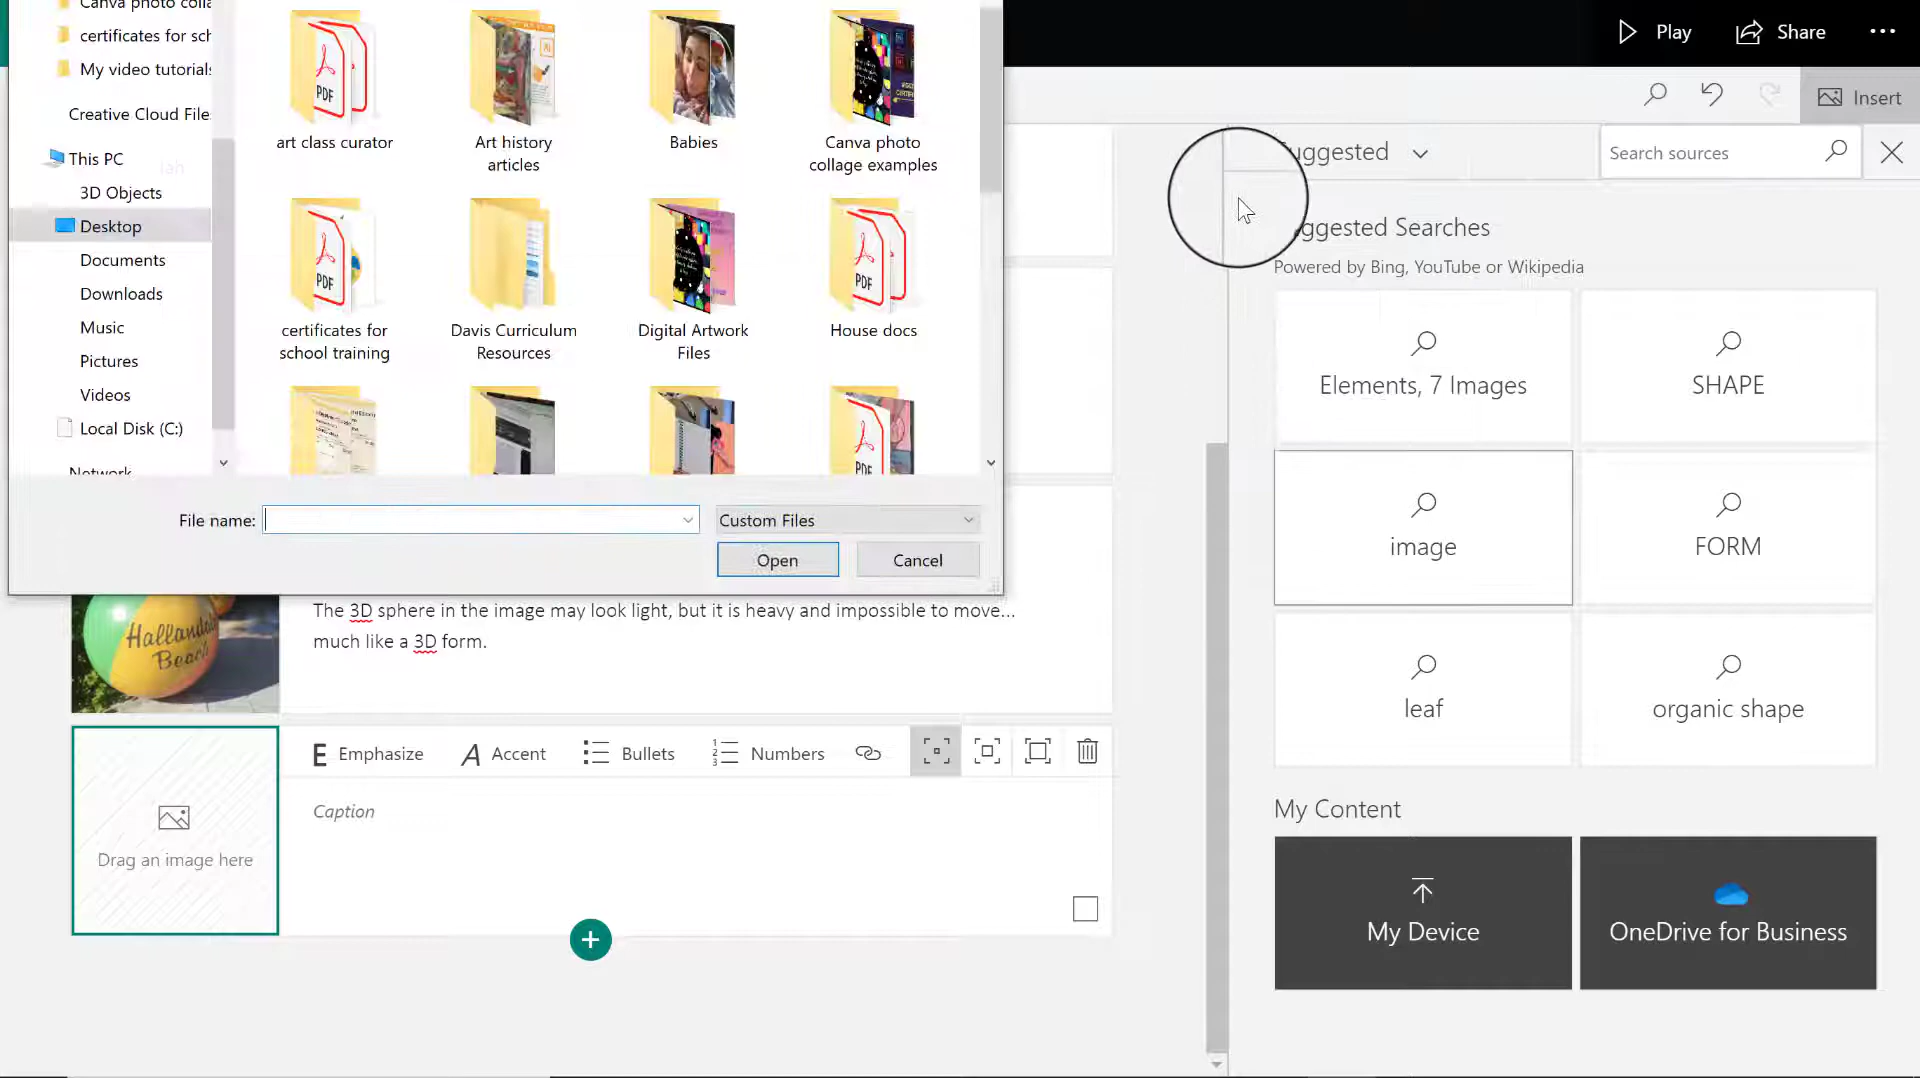 Canva photo colla
certificates for sch
My video tutorials
Creative Cloud Files
This PC
3D Objects
Desktop
Documents
Downloads
Music
Pictures
Videos
Local Disk (C:)
Network
art class curator
Art history
articles
Babies
Canva photo
collage examples
certificates for
school training
Davis Curriculum
Resources
Digital Artwork
Files
House docs
File name:
Custom Files
Open
Cancel
Play
Share
Insert
uggested
Search sources
ggested Searches
Powered by Bing, YouTube or Wikipedia
Elements, 7 Images
SHAPE
image
FORM
leaf
organic shape
My Content
My Device
OneDrive for Business
Hallanda
Beach
The 3D sphere in the image may look light, but it is heavy and impossible to move...
much like a 3D form.
Emphasize
Accent
Bullets
Numbers
Caption
Drag an image here